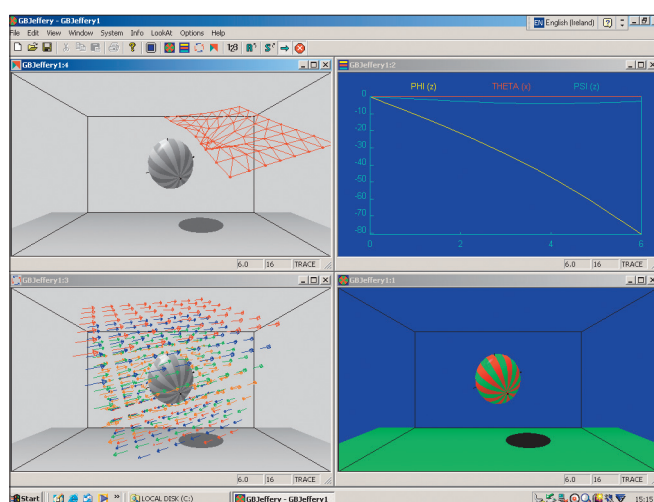 GBJeffery - GBJeffery1
EN English (Ireland)
File Edit View Window System Info LookAt Options Help
GBJeffery1:4
GBJeffery1:2
PHI (z) THETA (x) PSI (z)
0
-10
-20
-30
-40
-50
-60
-70
-80
0 2 4 6
6.0 16 TRACE
6.0 16 TRACE
GBJeffery1:3
GBJeffery1:1
6.0 16 TRACE
6.0 16 TRACE
Start
LOCAL DISK (C:)
GBJeffery - GBJeffery1
15:15